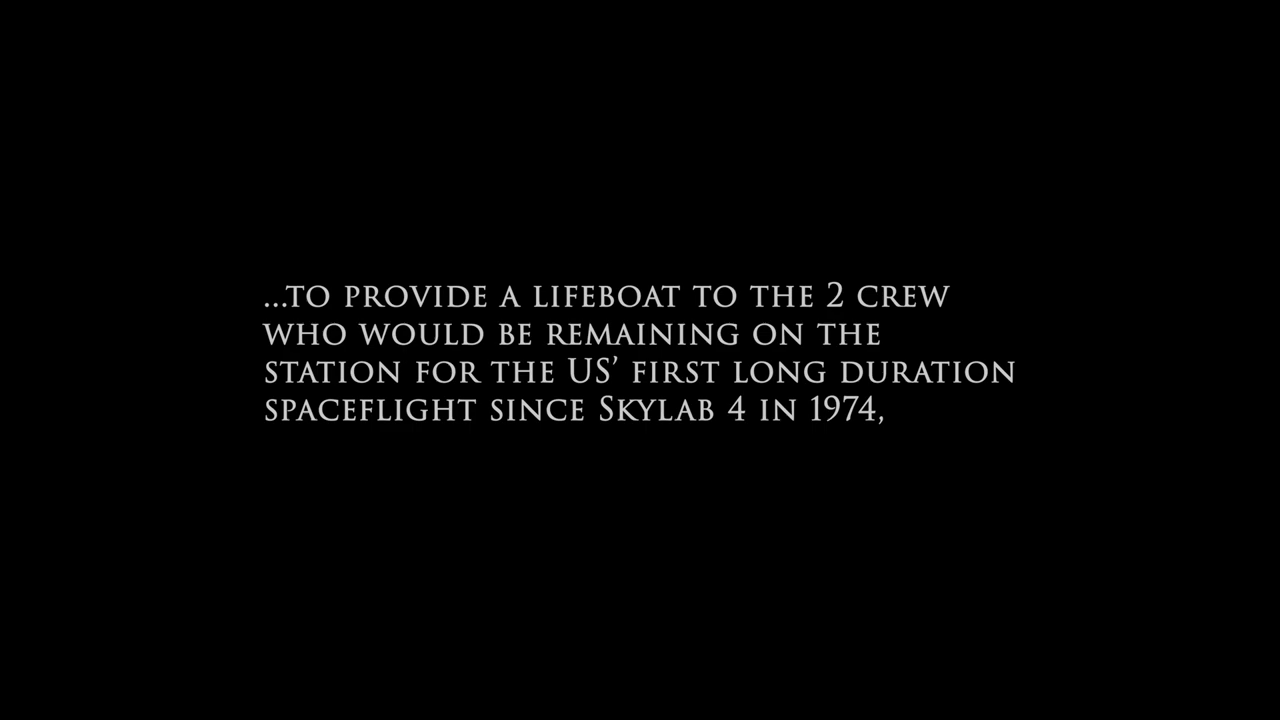 ...to provide a lifeboat to the 2 crew
who would be remaining on the
station for the US’ first long duration
spaceflight since Skylab 4 in 1974,